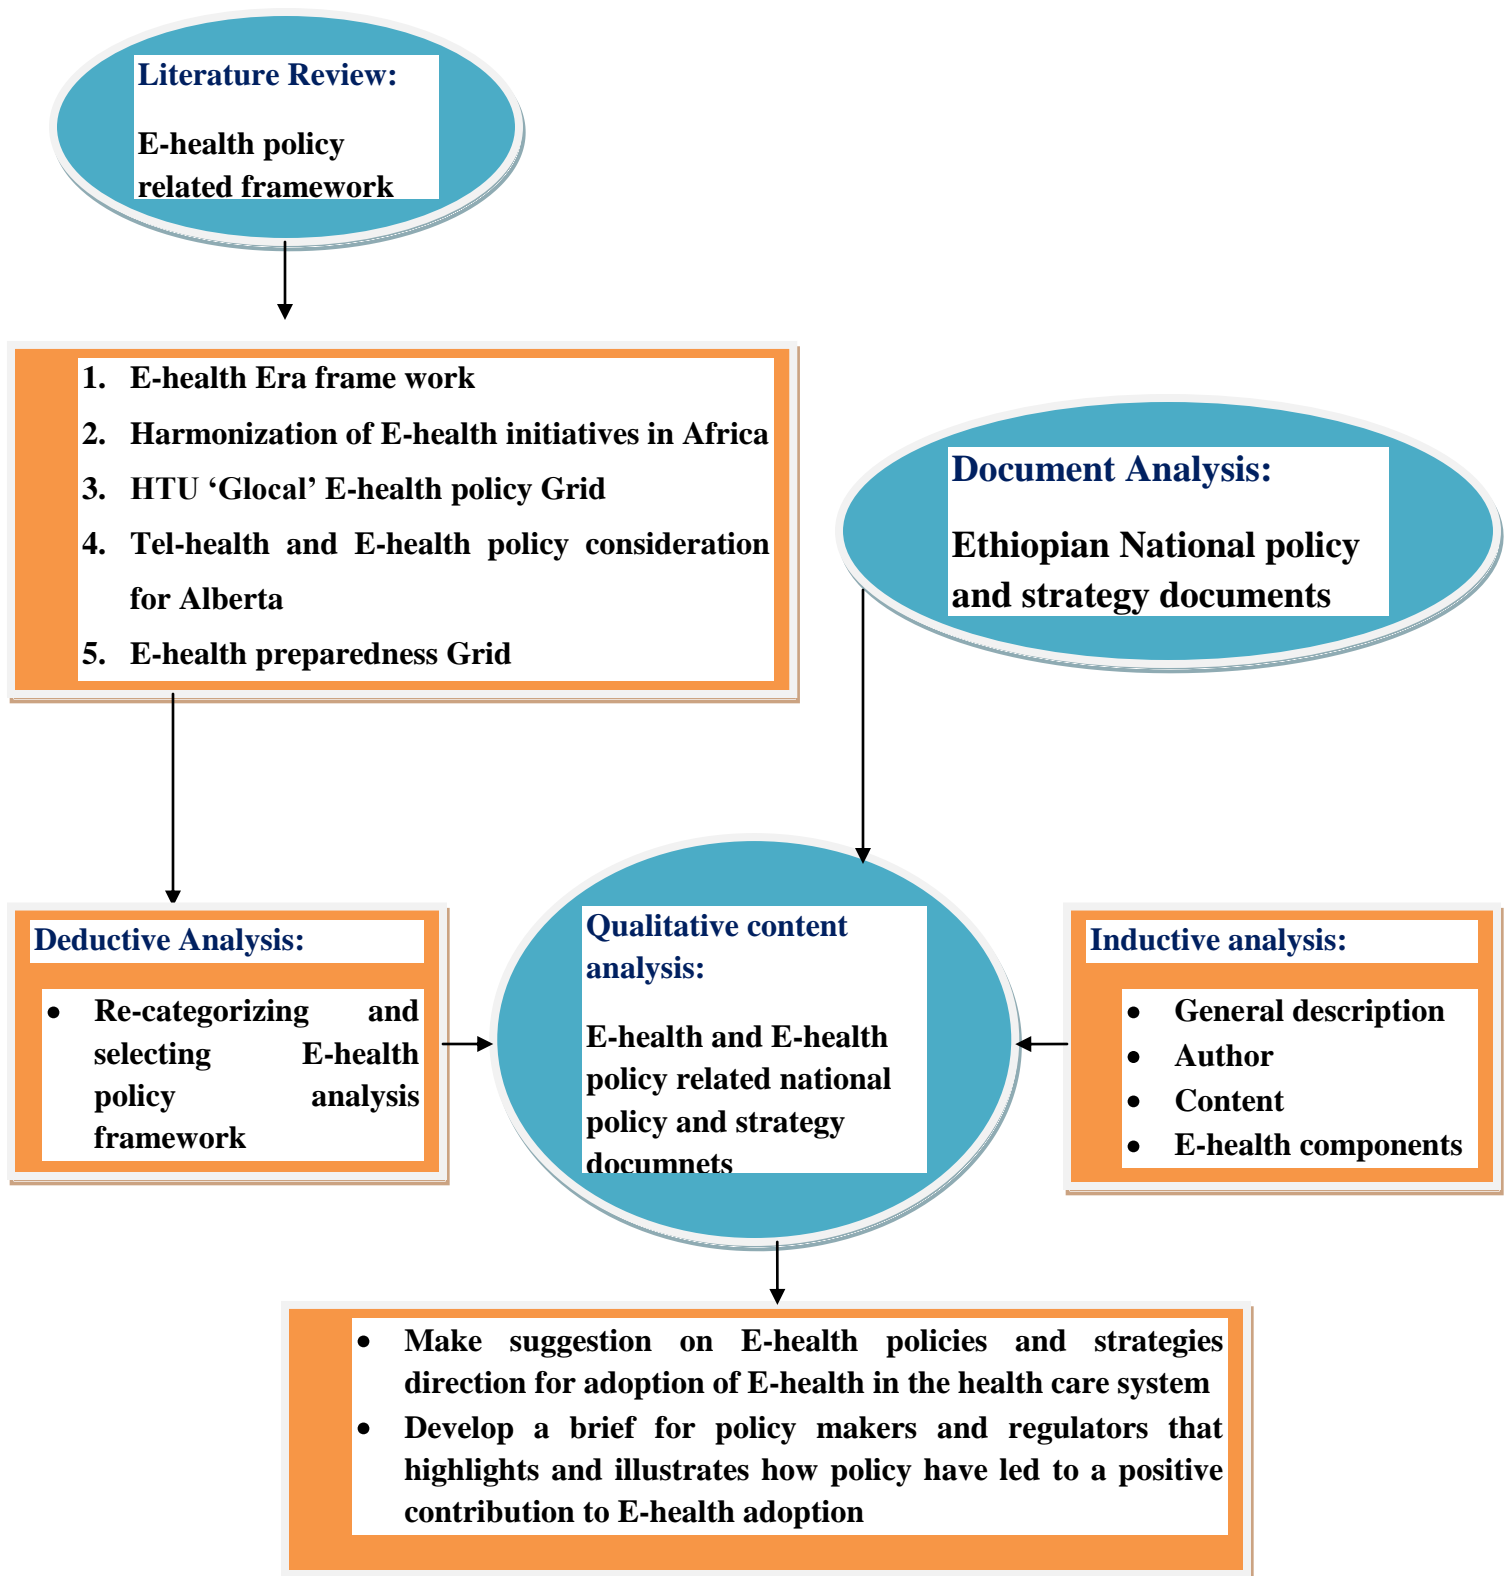 Literature Review:
E-health policy
related framework
1. E-health Era frame work
2. Harmonization of E-health initiatives in Africa
3. HTU ‘Glocal’ E-health policy Grid
4. Tel-health and E-health policy consideration
for Alberta
5. E-health preparedness Grid
Document Analysis:
Ethiopian National policy
and strategy documents
Deductive Analysis:
• Re-categorizing and
selecting E-health
policy analysis
framework
Qualitative content
analysis:
E-health and E-health
policy related national
policy and strategy
documnets
Inductive analysis:
• General description
• Author
• Content
• E-health components
• Make suggestion on E-health policies and strategies
direction for adoption of E-health in the health care system
• Develop a brief for policy makers and regulators that
highlights and illustrates how policy have led to a positive
contribution to E-health adoption